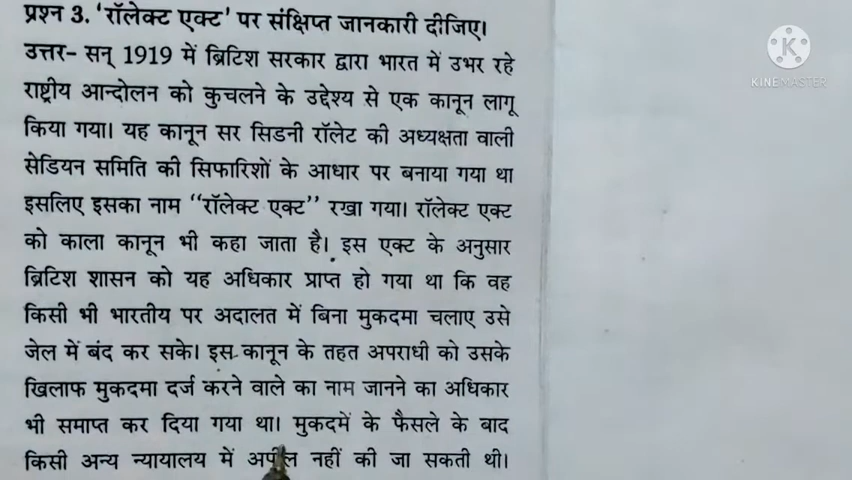 प्रश्न 3. 'रॉलेक्ट एक्ट' पर संक्षिप्त जानकारी दीजिए।
उत्तर– सन् 1919 में ब्रिटिश सरकार द्वारा भारत में उभर रहे
राष्ट्रीय आन्दोलन को कुचलने के उद्देश्य से एक कानून लागू
किया गया। यह कानून सर सिडनी रॉलेट की अध्यक्षता वाली
सेडियन समिति की सिफारिशों के आधार पर बनाया गया था
इसलिए इसका नाम ''रॉलेक्ट एक्ट'' रखा गया। रॉलेक्ट एक्ट
को काला कानून भी कहा जाता है। इस एक्ट के अनुसार
ब्रिटिश शासन को यह अधिकार प्राप्त हो गया था कि वह
किसी भी भारतीय पर अदालत में बिना मुकदमा चलाए उसे
जेल में बंद कर सके। इस कानून के तहत अपराधी को उसके
खिलाफ मुकदमा दर्ज करने वाले का नाम जानने का अधिकार
भी समाप्त कर दिया गया था। मुकदमें के फैसले के बाद
किसी अन्य न्यायालय में अपील नहीं की जा सकती थी।
K
KINEMASTER